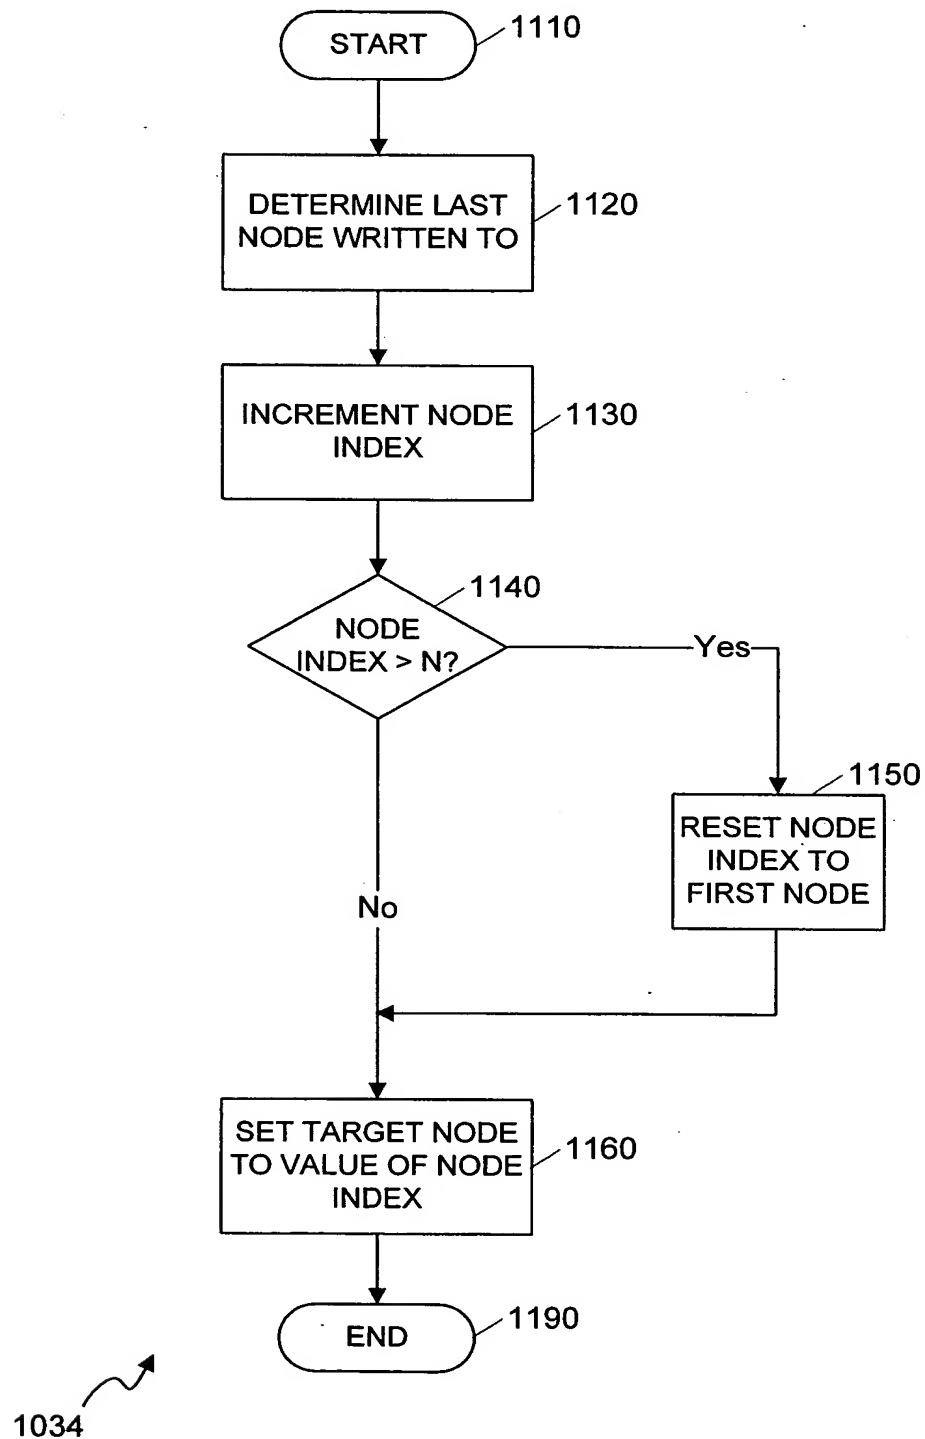 START
1110
DETERMINE LAST
NODE WRITTEN TO
1120
INCREMENT NODE
INDEX
1130
1140
NODE
INDEX > N?
Yes
1150
RESET NODE
INDEX TO
FIRST NODE
No
SET TARGET NODE
TO VALUE OF NODE
INDEX
1160
END
1190
1034